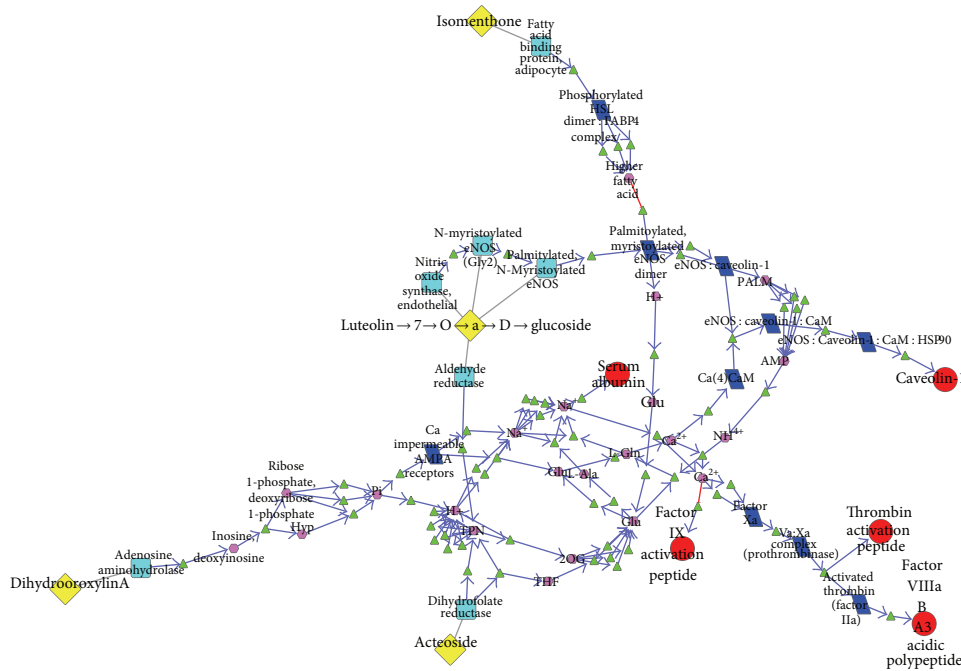 Isomenthone
Fatty
acid
binding
protein,
adipocyte
Phosphorylated
HSL
dimer : FABP4
complex
Higher
fatty
acid
N-myristoylated
eNOS
(Gly2)
Nitric
oxide
synthase,
endothelial
Palmitylated,
N-Myristoylated
eNOS
Palmitoylated,
myristoylated
eNOS
dimer
eNOS : caveolin-1
PALM
H+
Luteolin → 7 → O → a → D → glucoside
eNOS : caveolin-1: CaM
eNOS : Caveolin-1 : CaM : HSP90
Aldehyde
reductase
Serum
albumin
AMP
Ca(4)CaM
Caveolin-1
Na+
Glu
Na+
Ca
impermeable
AMPA
receptors
Ca2+
NH4+
L-Gln
Ribose
1-phosphate,
deoxyribose
1-phosphate
Pi
Glu
L-Ala
Ca2+
H+
Hyp
TPN
Glu
Factor
IX
activation
peptide
Factor
Xa
Va:Xa
complex
(prothrombinase)
Thrombin
activation
peptide
Inosine,
deoxyinosine
Adenosine
aminohydrolase
DihydrooroxylinA
2OG
THF
Dihydrofolate
reductase
Acteoside
Activated
thrombin
(factor
IIa)
Factor
VIIIa
B
A3
acidic
polypeptide